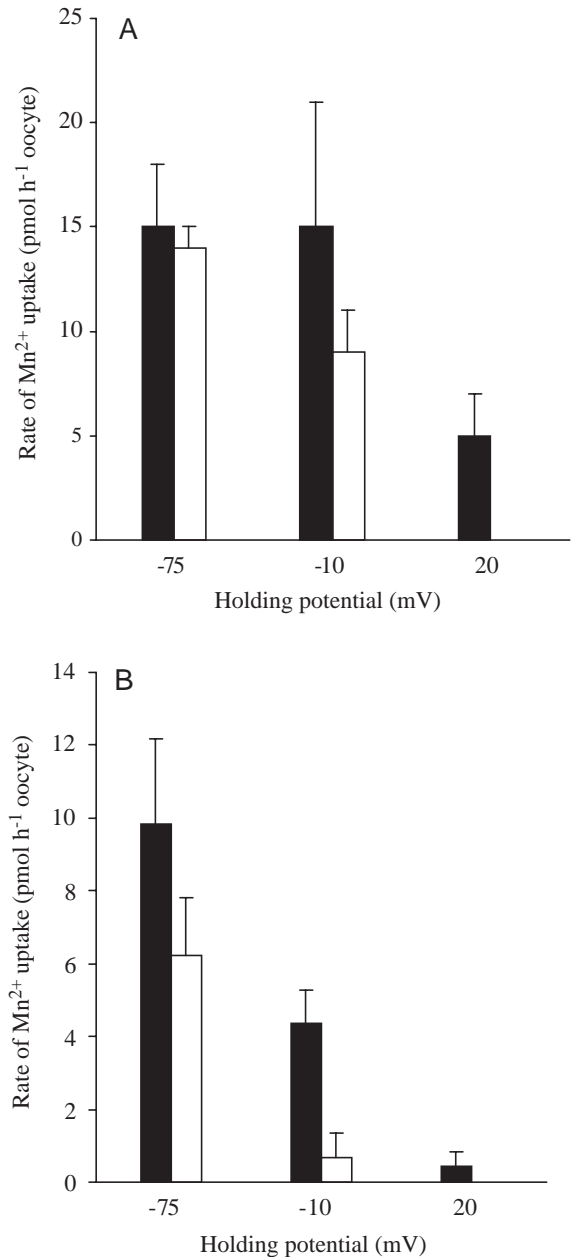 A
Rate of Mn2+ uptake (pmol h-1 oocyte)
25
20
15
10
5
0
-75 -10 20
Holding potential (mV)
B
Rate of Mn2+ uptake (pmol h-1 oocyte)
14
12
10
8
6
4
2
0
-75 -10 20
Holding potential (mV)